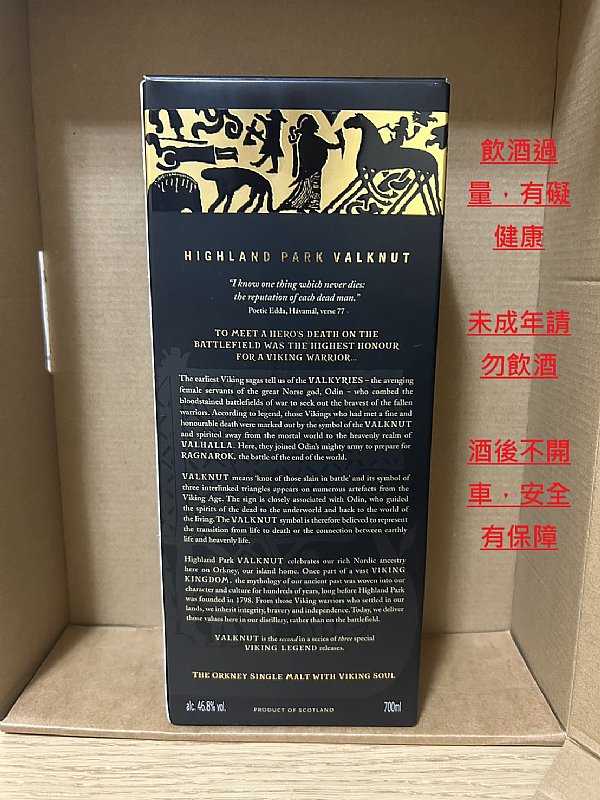 HIGHLAND PARK VALKNUT
“I know one thing which never dies:
the reputation of each dead man.”
Poetic Edda, Hávamál, verse 77
TO MEET A HERO'S DEATH ON THE
BATTLEFIELD WAS THE HIGHEST HONOUR
FOR A VIKING WARRIOR...
The earliest Viking sagas tell us of the VALKYRIES – the avenging
female servants of the great Norse god, Odin – who combed the
bloodstained battlefields of war to seek out the bravest of the fallen
warriors. According to legend, those Vikings who had met a fine and
honourable death were marked out by the symbol of the VALKNUT
and spirited away from the mortal world to the heavenly realm of
VALHALLA. Here, they joined Odin's mighty army to prepare for
RAGNAROK, the battle of the end of the world.
VALKNUT means ‘knot of those slain in battle’ and its symbol of
three interlinked triangles appears on numerous artefacts from the
Viking Age. The sign is closely associated with Odin, who guided
the spirits of the dead to the underworld and back to the world of
the living. The VALKNUT symbol is therefore believed to represent
the transition from life to death or the connection between earthly
life and heavenly life.
Highland Park VALKNUT celebrates our rich Nordic ancestry
here on Orkney, our island home. Once part of a vast VIKING
KINGDOM, the mythology of our ancient past was woven into our
character and culture for hundreds of years, long before Highland Park
was founded in 1798. From those Viking warriors who settled in our
lands, we inherit integrity, bravery and independence. Today, we deliver
those values here in our distillery, rather than on the battlefield.
VALKNUT is the second in a series of three special
VIKING LEGEND releases.
THE ORKNEY SINGLE MALT WITH VIKING SOUL
alc. 46.8% vol.
PRODUCT OF SCOTLAND
700ml
飲酒過
量，有礙
健康
未成年請
勿飲酒
酒後不開
車，安全
有保障